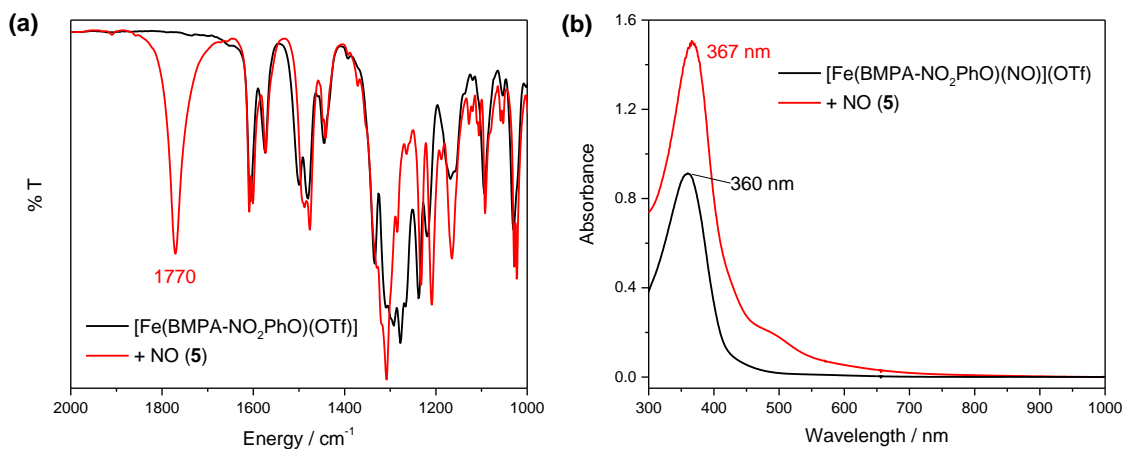 (a)
% T
1770
[Fe(BMPA-NO₂PhO)(OTf)]
+ NO (5)
2000 1800 1600 1400 1200 1000
Energy / cm⁻¹
(b)
Absorbance
1.6
1.2
0.8
0.4
0.0
367 nm
[Fe(BMPA-NO₂PhO)(NO)](OTf)
+ NO (5)
360 nm
300 400 500 600 700 800 900 1000
Wavelength / nm